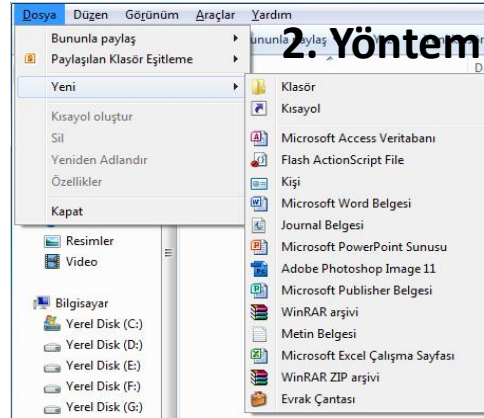 Dosya Düzen Görünüm Araçlar Yardım
2. Yöntem
Bununla paylaş
Paylaşılan Klasör Eşitleme
Yeni
Kısayol oluştur
Sil
Yeniden Adlandır
Özellikler
Kapat
Klasör
Kısayol
Microsoft Access Veritabanı
Flash ActionScript File
Kişi
Microsoft Word Belgesi
Journal Belgesi
Microsoft PowerPoint Sunusu
Adobe Photoshop Image 11
Microsoft Publisher Belgesi
WinRAR arşivi
Metin Belgesi
Microsoft Excel Çalışma Sayfası
WinRAR ZIP arşivi
Evrak Çantası
Resimler
Video
Bilgisayar
Yerel Disk (C:)
Yerel Disk (D:)
Yerel Disk (E:)
Yerel Disk (F:)
Yerel Disk (G:)